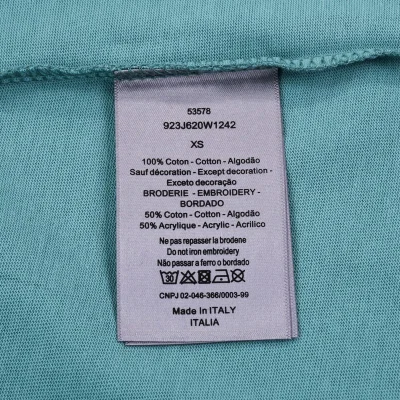 53578
923J620W1242
XS
100% Coton - Cotton - Algodão
Sauf décoration - Except decoration -
Exceto decoração
BRODERIE - EMBROIDERY -
BORDADO
50% Coton - Cotton - Algodão
50% Acrylique - Acrylic - Acrilico
Ne pas repasser la brodene
Do not iron embroidery
Não passar a ferro o bordado
CNPJ 02-046-366/0003-99
Made in ITALY
ITALIA